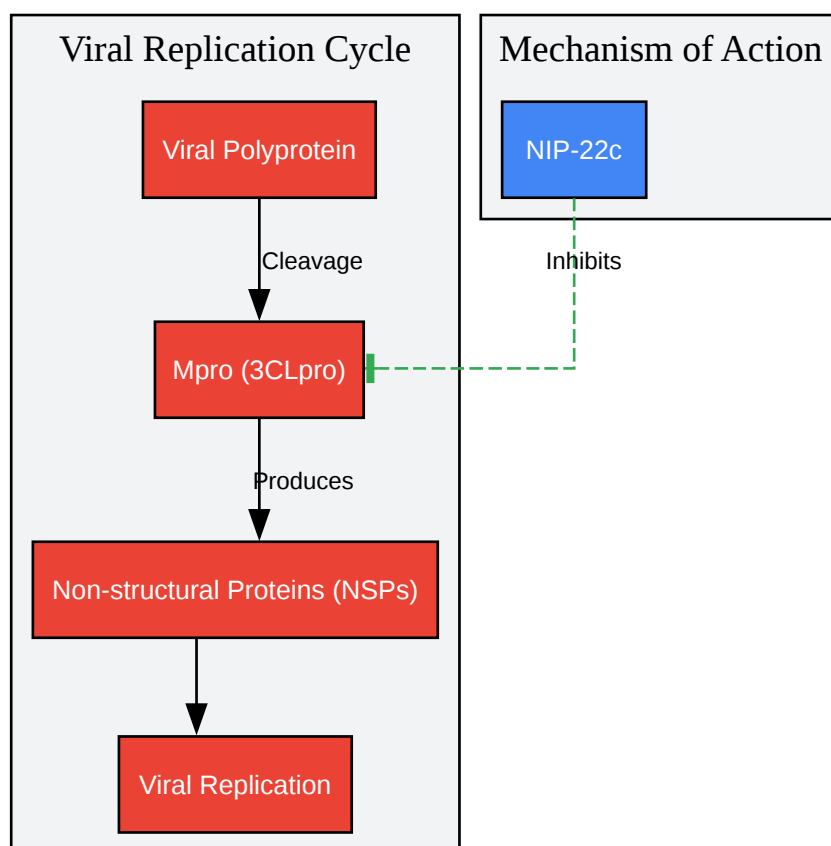 Viral Replication Cycle
Viral Polyprotein
Cleavage
Mpro (3CLpro)
Produces
Non-structural Proteins (NSPs)
Viral Replication
Mechanism of Action
NIP-22c
Inhibits